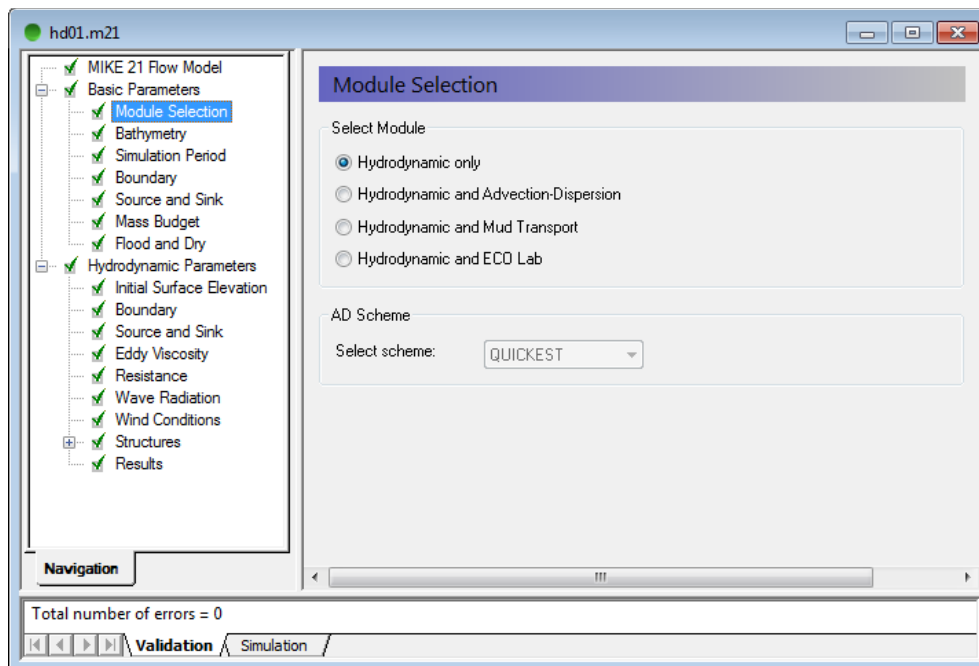 hd01.m21
MIKE 21 Flow Model
Basic Parameters
Module Selection
Bathymetry
Simulation Period
Boundary
Source and Sink
Mass Budget
Flood and Dry
Hydrodynamic Parameters
Initial Surface Elevation
Boundary
Source and Sink
Eddy Viscosity
Resistance
Wave Radiation
Wind Conditions
Structures
Results
Navigation
Module Selection
Select Module
Hydrodynamic only
Hydrodynamic and Advection-Dispersion
Hydrodynamic and Mud Transport
Hydrodynamic and ECO Lab
AD Scheme
Select scheme: QUICKEST
Total number of errors = 0
Validation Simulation